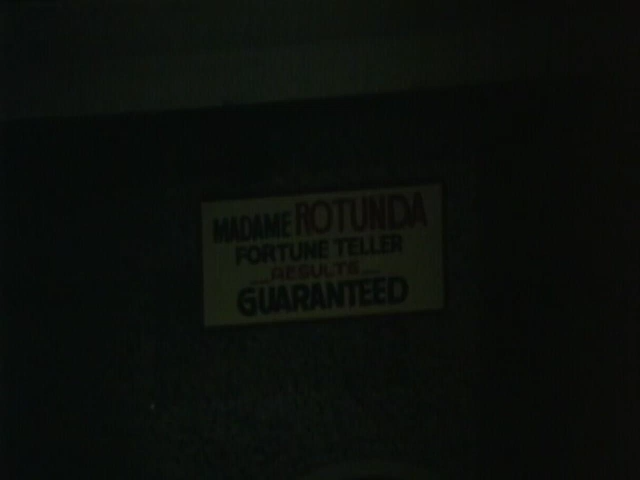 MADAME ROTUNDA
FORTUNE TELLER
...RESULTS...
GUARANTEED